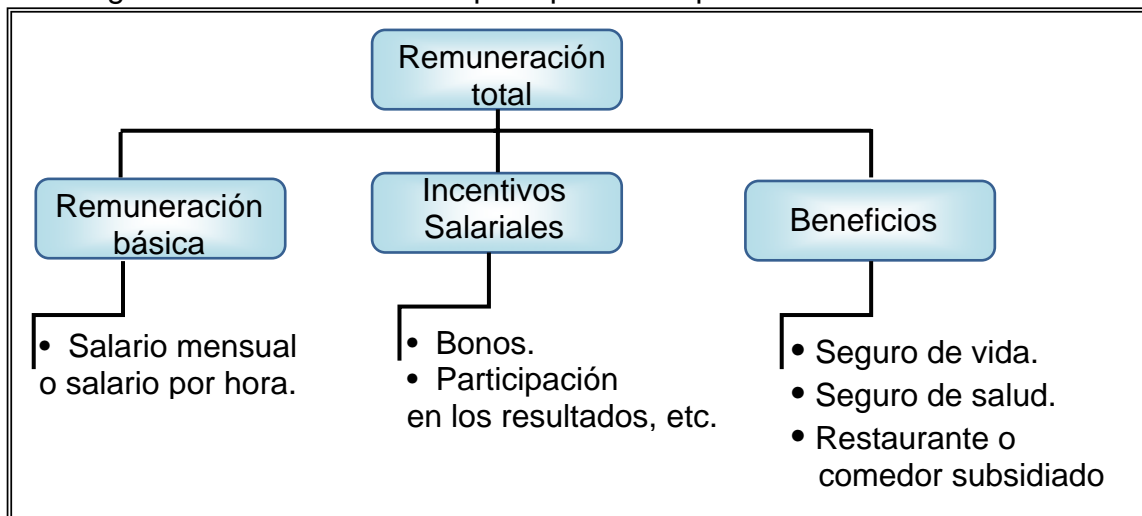 Remuneración
total
Remuneración
básica
Incentivos
Salariales
Beneficios
• Salario mensual
o salario por hora.
• Bonos.
• Participación
en los resultados, etc.
• Seguro de vida.
• Seguro de salud.
• Restaurante o
comedor subsidiado